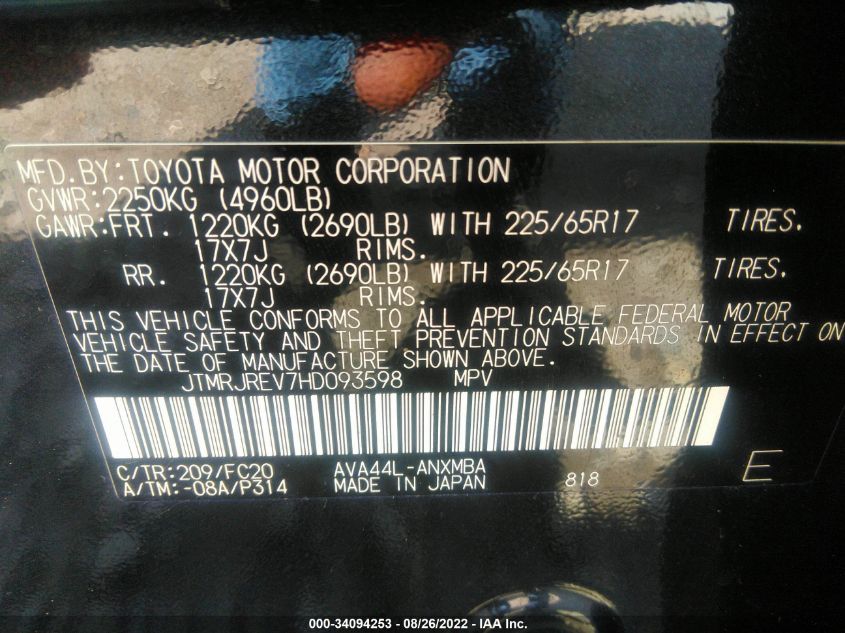 MFD.BY:TOYOTA MOTOR CORPORATION
GVWR:2250KG (4960LB)
GAWR:FRT. 1220KG (2690LB) WITH 225/65R17 TIRES.
17X7J RIMS.
RR. 1220KG (2690LB) WITH 225/65R17 TIRES.
17X7J RIMS.
THIS VEHICLE CONFORMS TO ALL APPLICABLE FEDERAL MOTOR
VEHICLE SAFETY AND THEFT PREVENTION STANDARDS IN EFFECT ON
THE DATE OF MANUFACTURE SHOWN ABOVE.
JTMRJREV7HD093598 MPV
C/TR:209/FC20 AVA44L-ANXMBA
A/TM:-08A/P314 MADE IN JAPAN 818 E
000-34094253 - 08/26/2022 - IAA Inc.